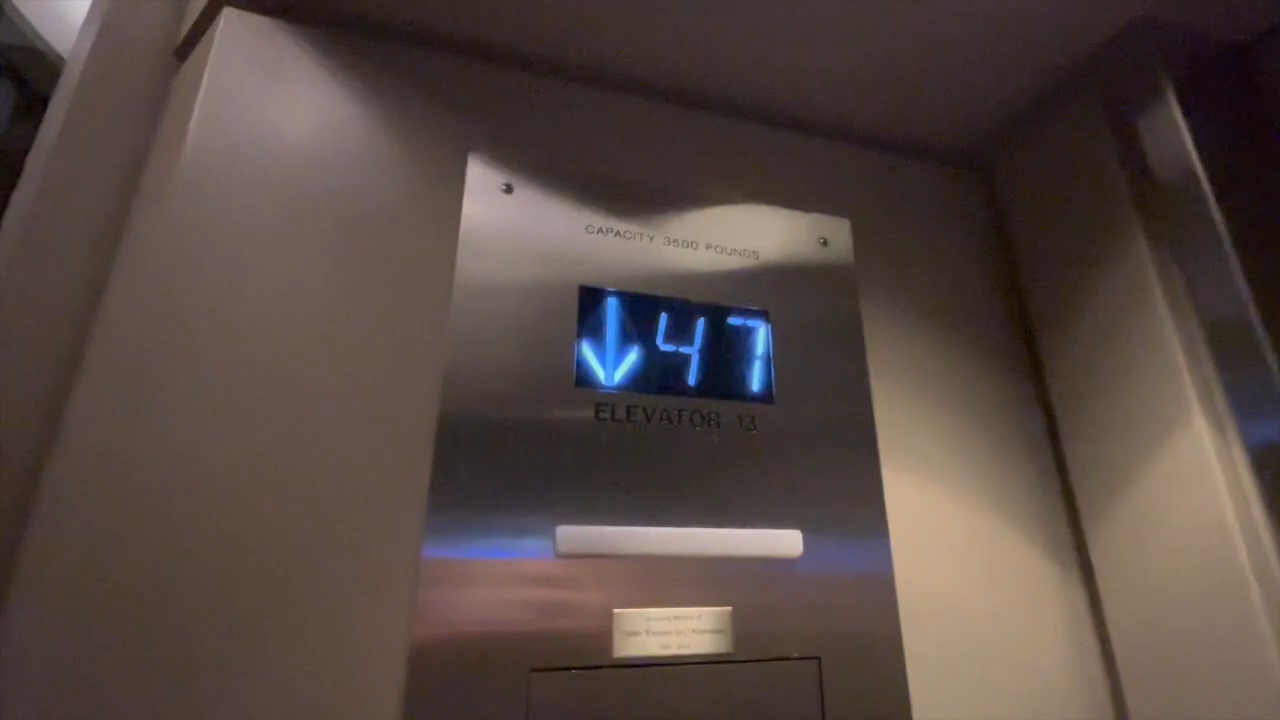 CAPACITY 3500 POUNDS
↓ 47
ELEVATOR 13